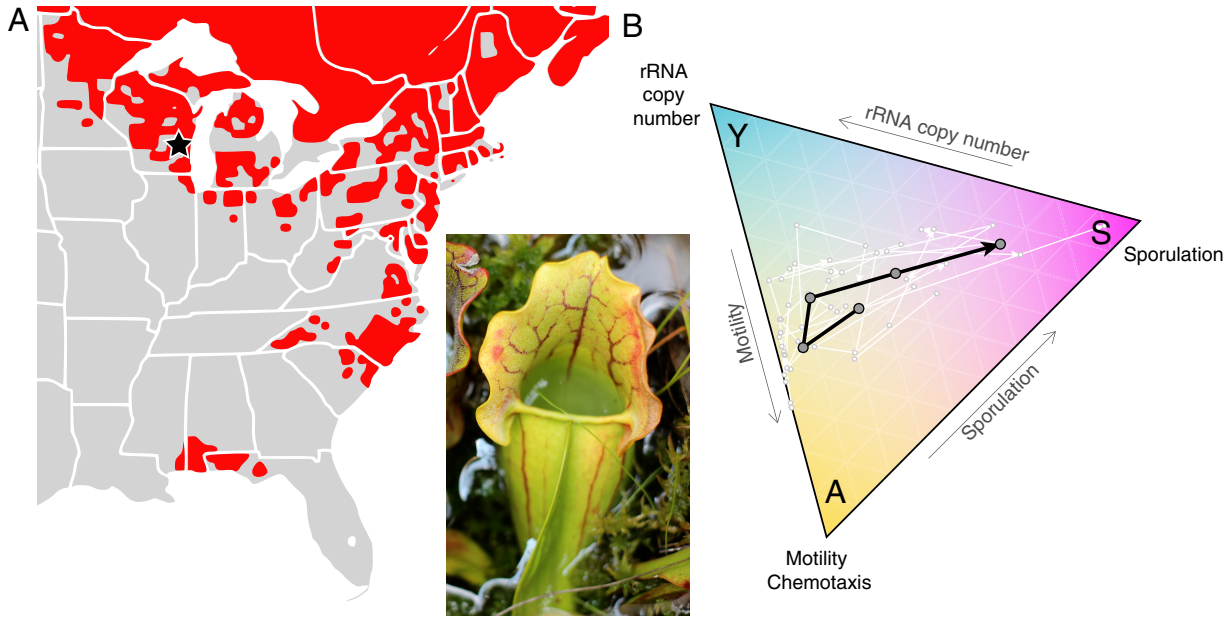 A
B
rRNA
copy
number
Y
rRNA copy number
S
Sporulation
Motility
Sporulation
A
Motility
Chemotaxis